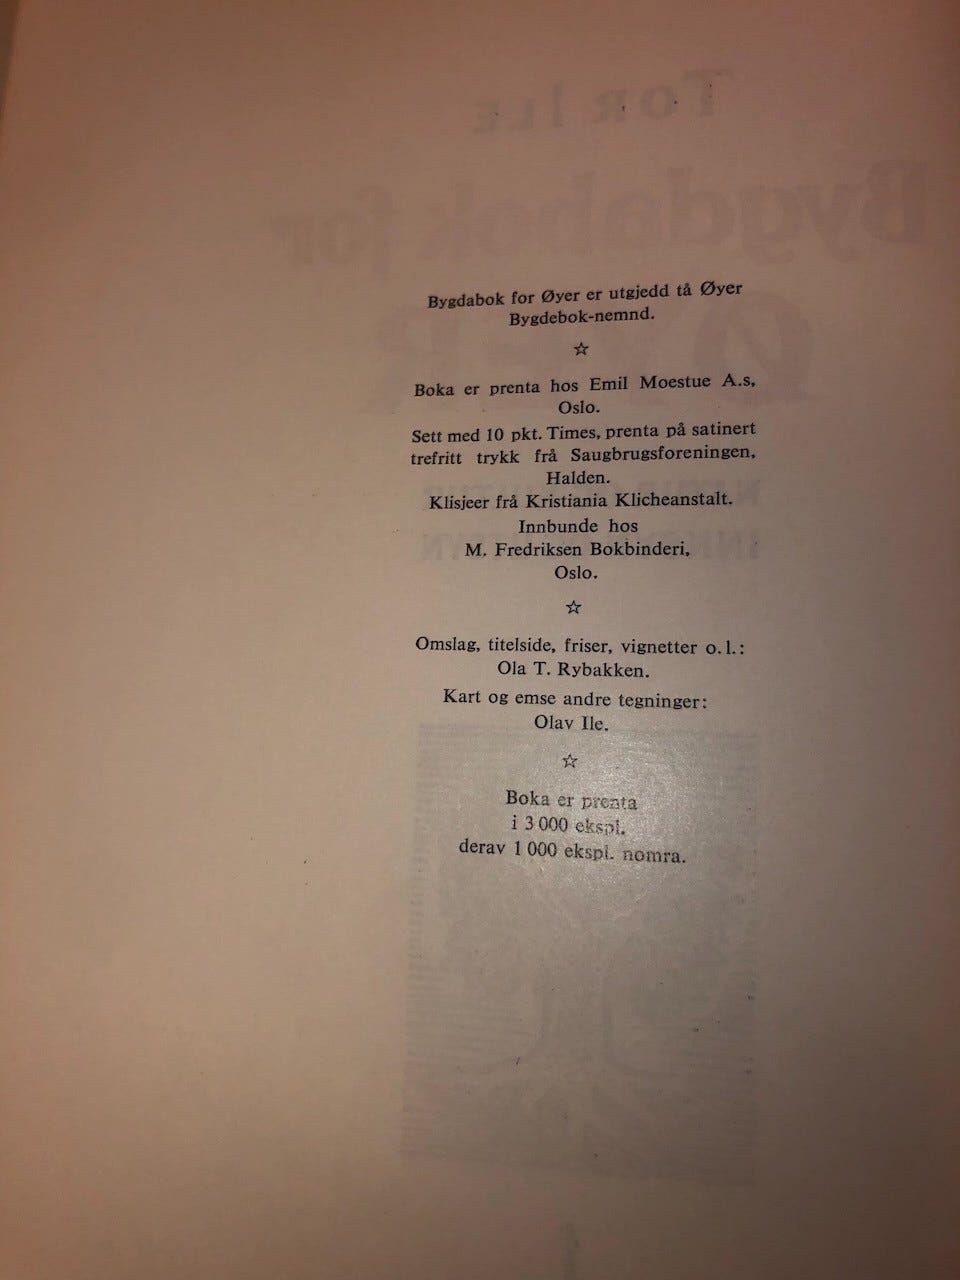 Bygdabok for Øyer er utgjedd tå Øyer
Bygdebok-nemnd.
☆
Boka er prenta hos Emil Moestue A.s,
Oslo.
Sett med 10 pkt. Times, prenta på satinert
trefritt trykk frå Saugbrugsforeningen,
Halden.
Klisjeer frå Kristiania Klicheanstalt.
Innbunde hos
M. Fredriksen Bokbinderi,
Oslo.
☆
Omslag, titelside, friser, vignetter o.l.:
Ola T. Rybakken.
Kart og emse andre tegninger:
Olav Ile.
☆
Boka er prenta
i 3 000 ekspl.
derav 1 000 ekspl. nomra.